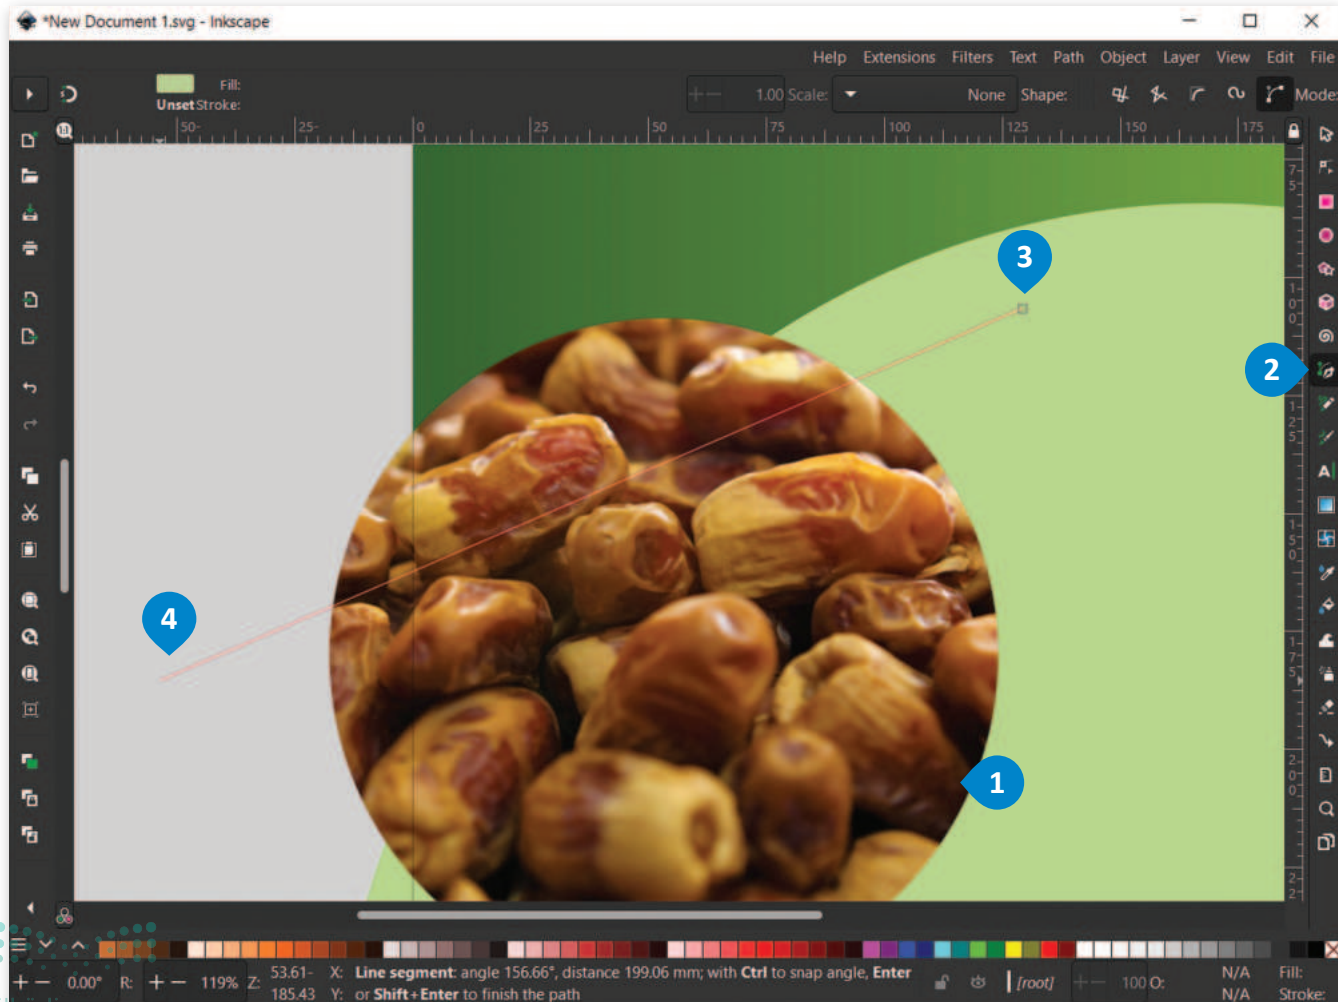 *New Document 1.svg - Inkscape
Help Extensions Filters Text Path Object Layer View Edit File
Fill:
Unset Stroke:
1.00 Scale: None Shape: Mode:
50- 25- 0 25 50 75 100 125 150 175
3
2
4
1
53.61- X: Line segment: angle 156.66°, distance 199.06 mm; with Ctrl to snap angle, Enter
185.43 Y: or Shift+Enter to finish the path
0.00° R: 119% Z:
[root] 100 O:
N/A Fill:
N/A Stroke: